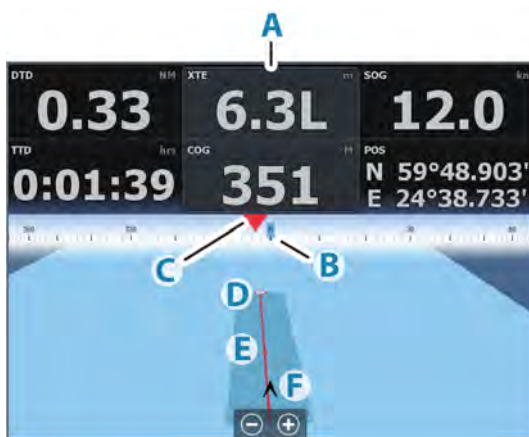 A
DTD NM XTE m SOG kn
0.33 6.3L 12.0
TTD hrs COG M POS
0:01:39 351 N 59°48.903'
E 24°38.733'
C B
D
E
F